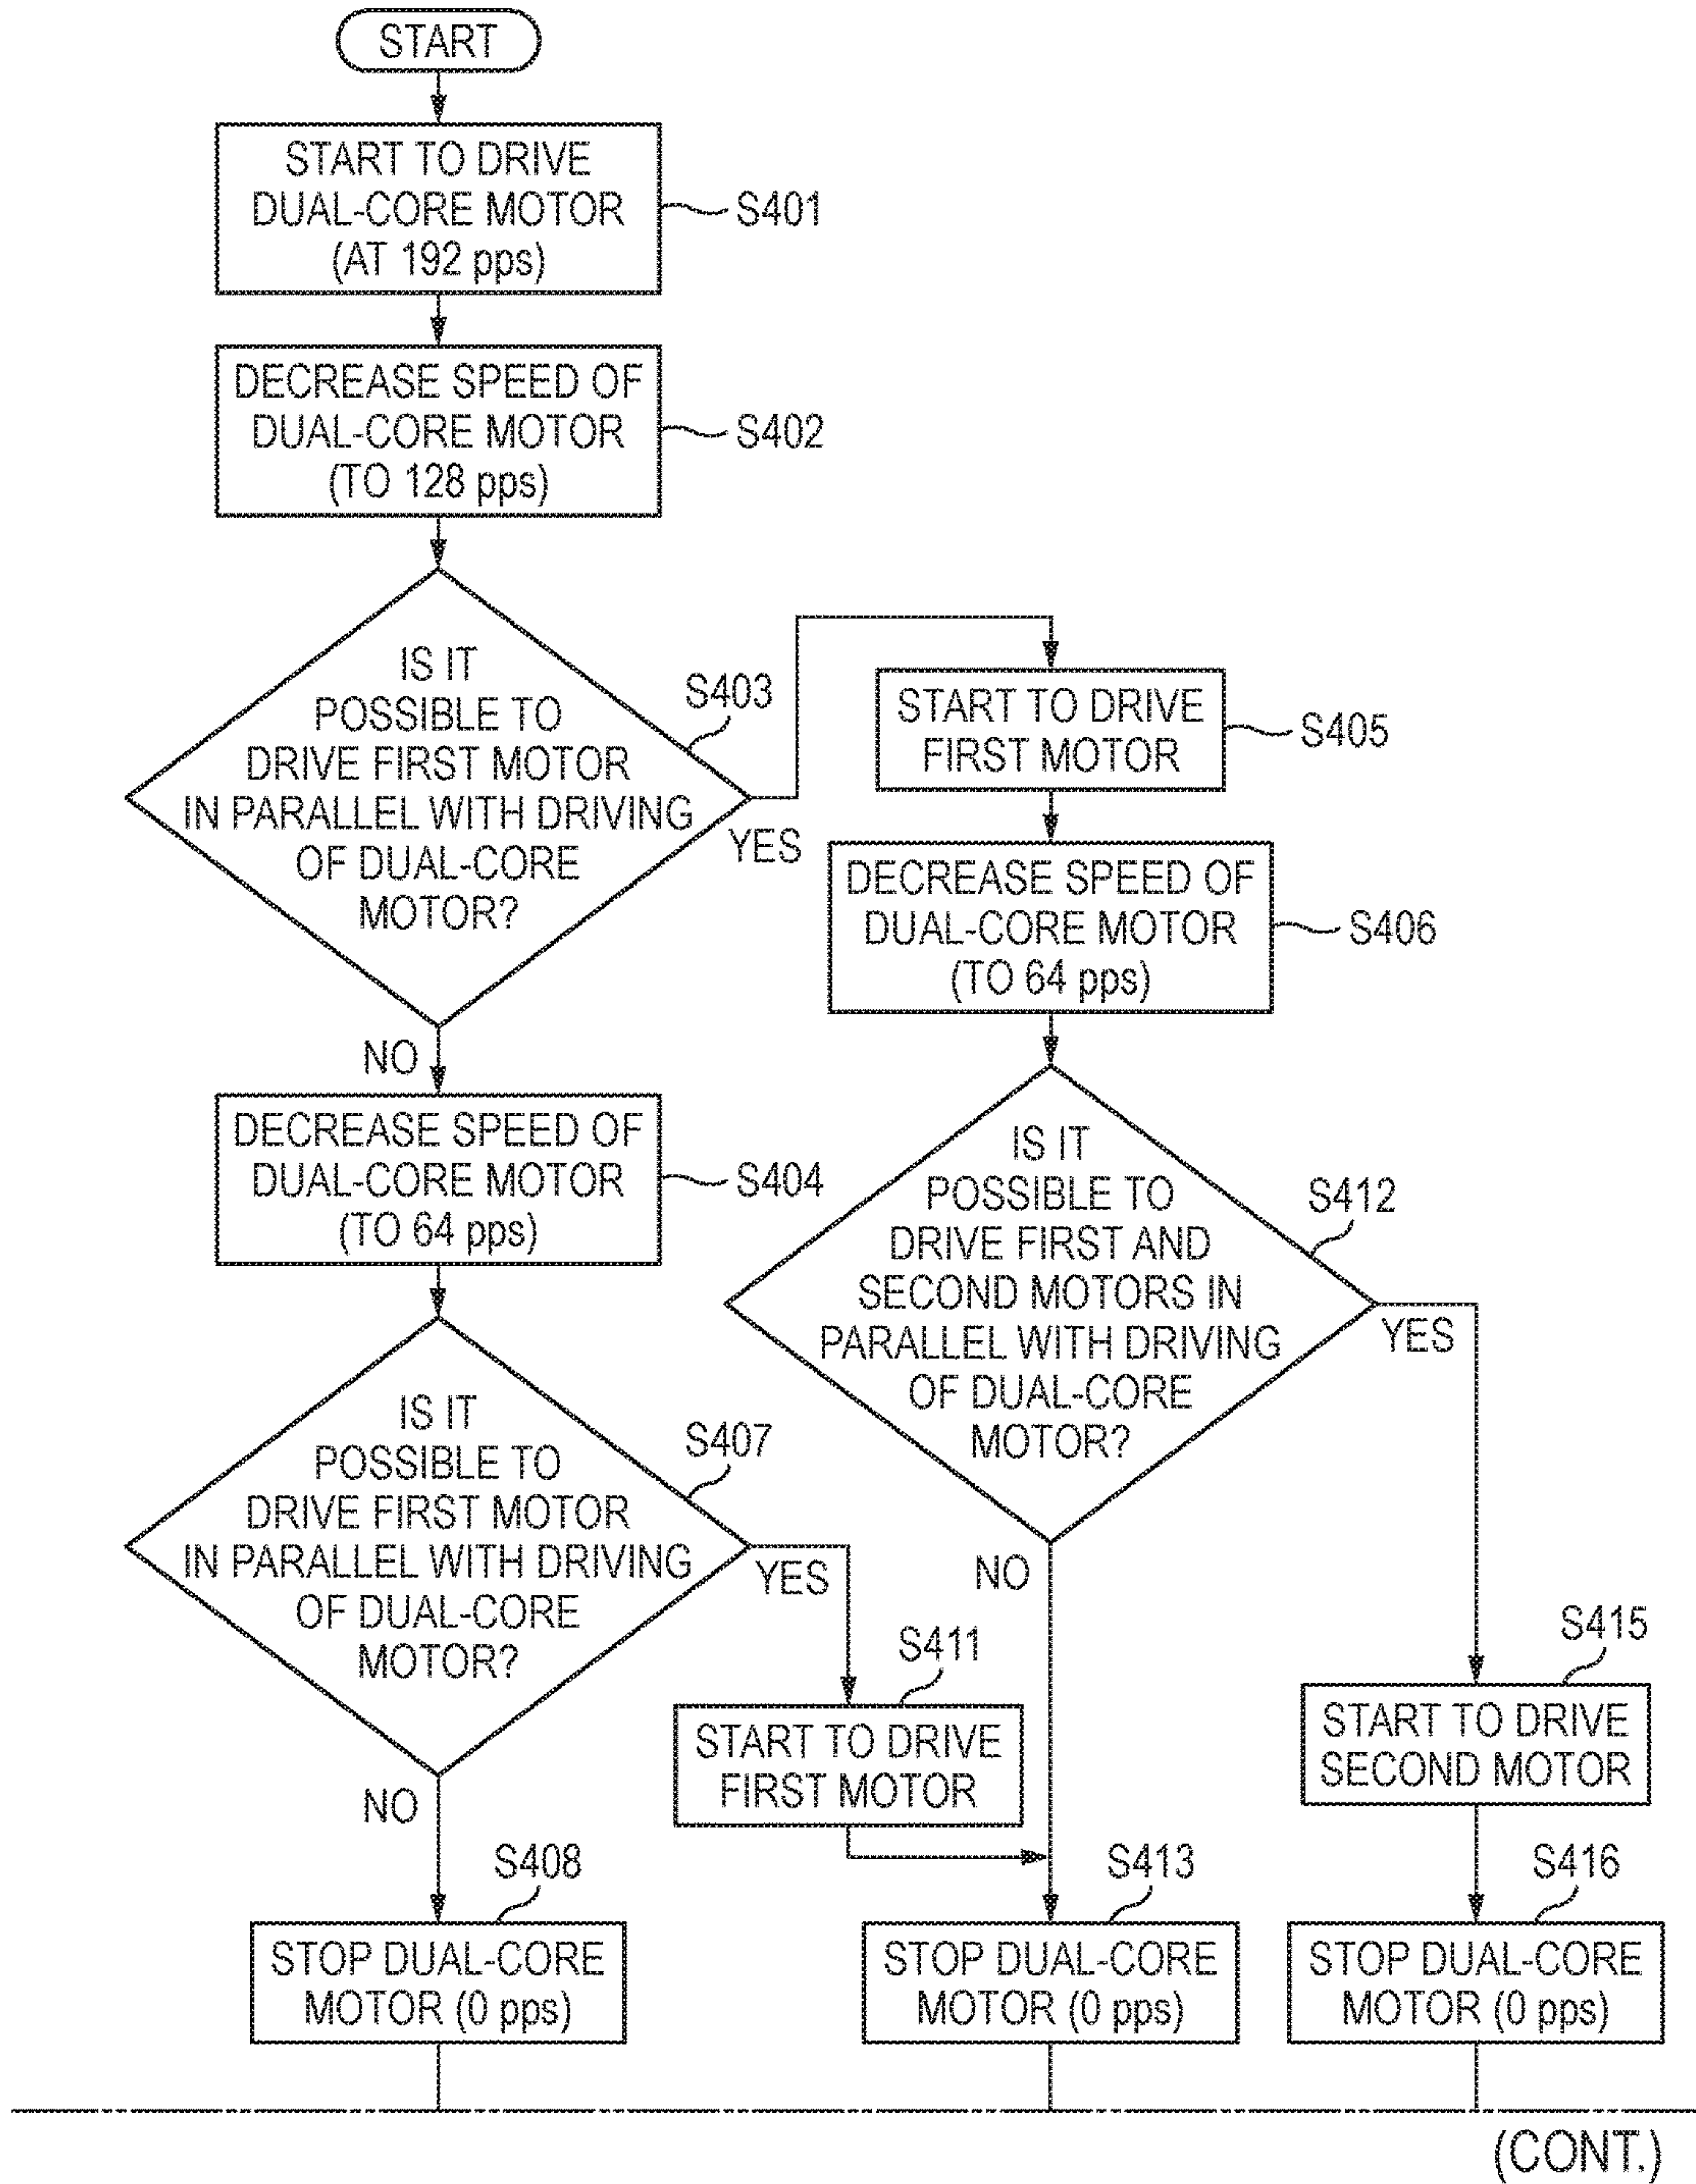 START
START TO DRIVE
DUAL-CORE MOTOR
(AT 192 pps)
S401
DECREASE SPEED OF
DUAL-CORE MOTOR
(TO 128 pps)
S402
IS IT
POSSIBLE TO
DRIVE FIRST MOTOR
IN PARALLEL WITH DRIVING
OF DUAL-CORE
MOTOR?
S403
YES
NO
START TO DRIVE
FIRST MOTOR
S405
DECREASE SPEED OF
DUAL-CORE MOTOR
(TO 64 pps)
S406
DECREASE SPEED OF
DUAL-CORE MOTOR
(TO 64 pps)
S404
IS IT
POSSIBLE TO
DRIVE FIRST AND
SECOND MOTORS IN
PARALLEL WITH DRIVING
OF DUAL-CORE
MOTOR?
S412
YES
NO
IS IT
POSSIBLE TO
DRIVE FIRST MOTOR
IN PARALLEL WITH DRIVING
OF DUAL-CORE
MOTOR?
S407
YES
NO
S411
START TO DRIVE
FIRST MOTOR
S415
START TO DRIVE
SECOND MOTOR
S408
STOP DUAL-CORE
MOTOR (0 pps)
S413
STOP DUAL-CORE
MOTOR (0 pps)
S416
STOP DUAL-CORE
MOTOR (0 pps)
(CONT.)